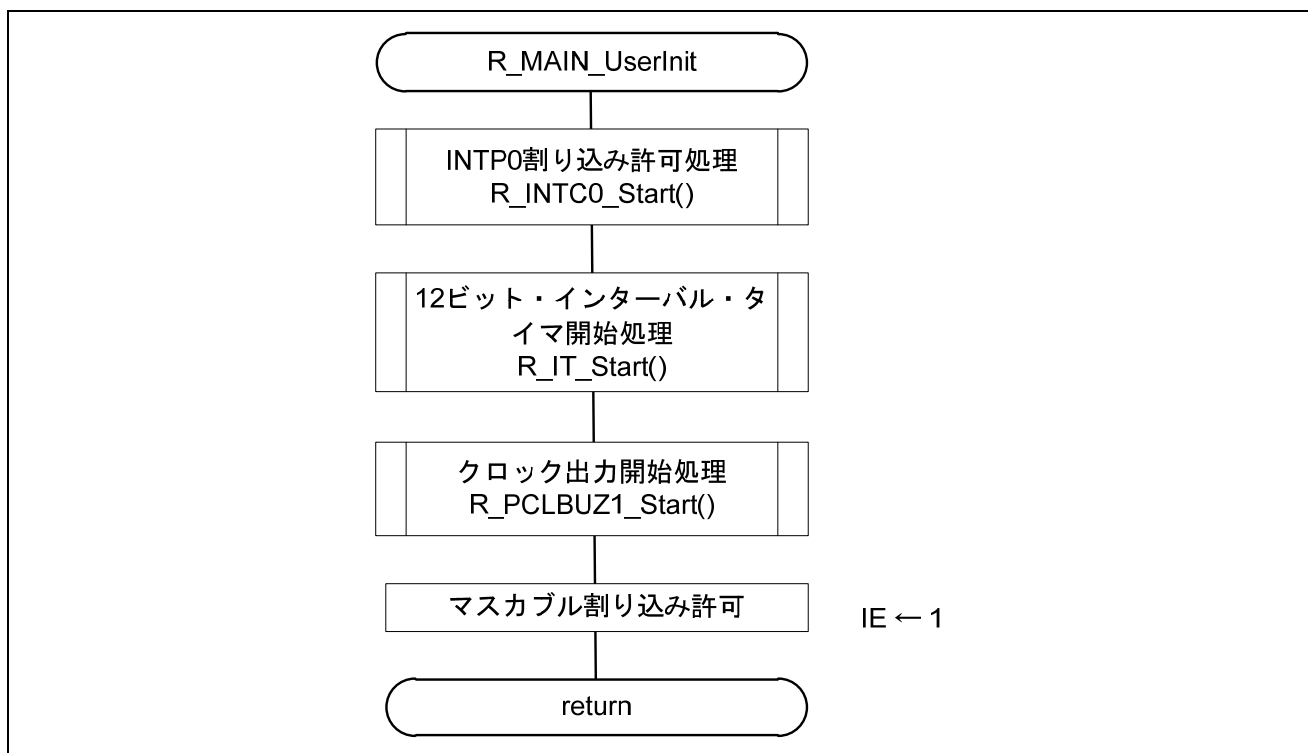 R_MAIN_UserInit
INTP0割り込み許可処理
R_INTC0_Start()
12ビット・インターバル・タ
イマ開始処理
R_IT_Start()
クロック出力開始処理
R_PCLBUZ1_Start()
マスカブル割り込み許可
IE ← 1
return